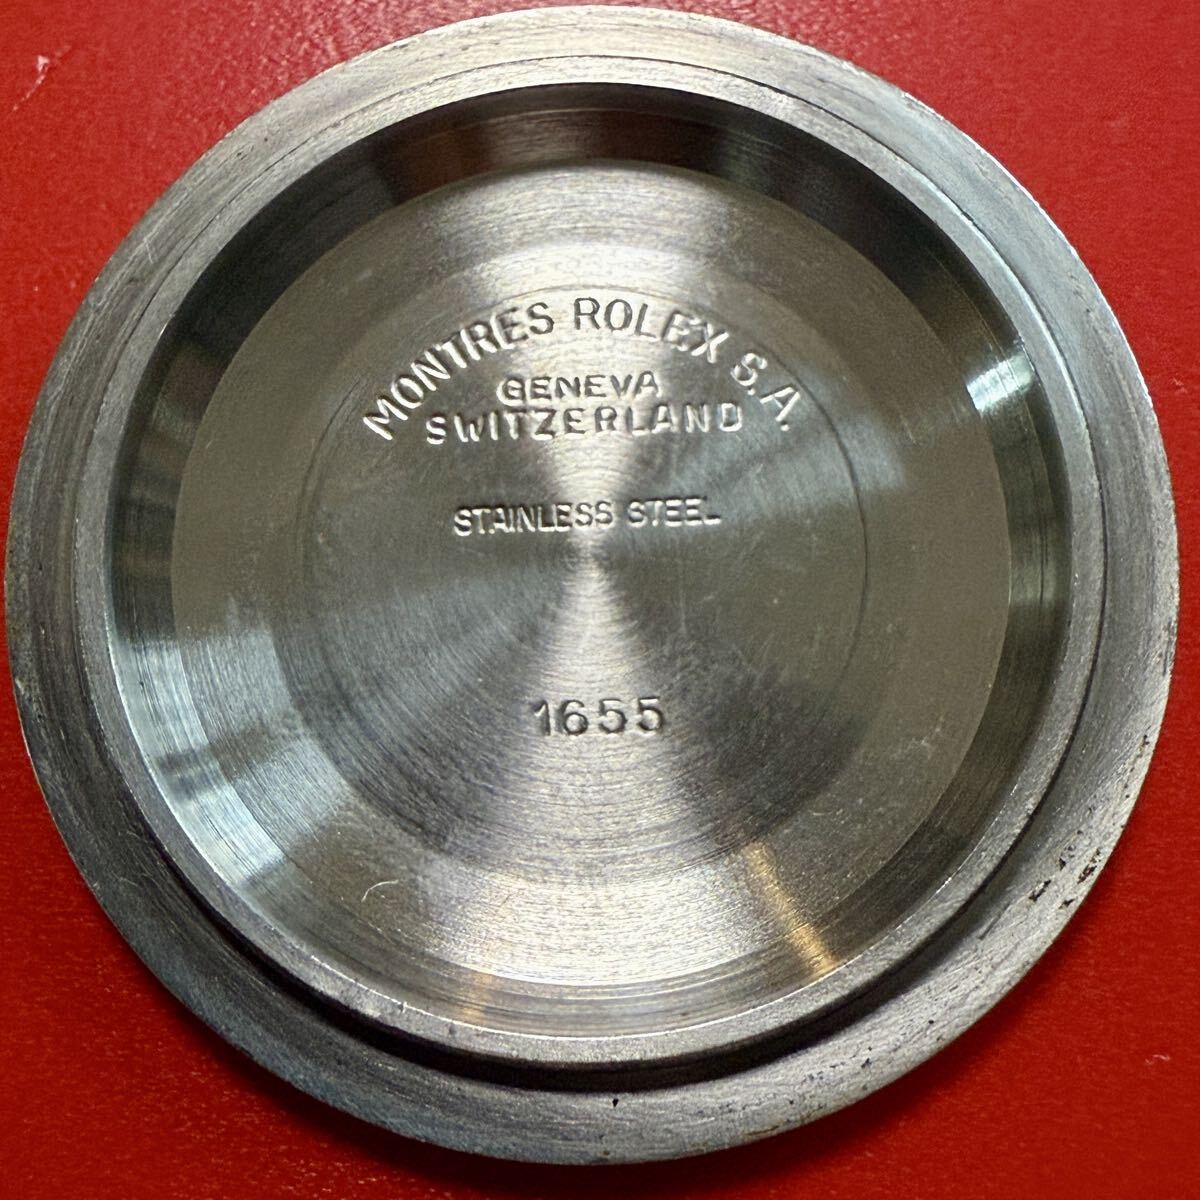 MONTRES ROLEX S.A.
GENEVA
SWITZERLAND
STAINLESS STEEL
1655